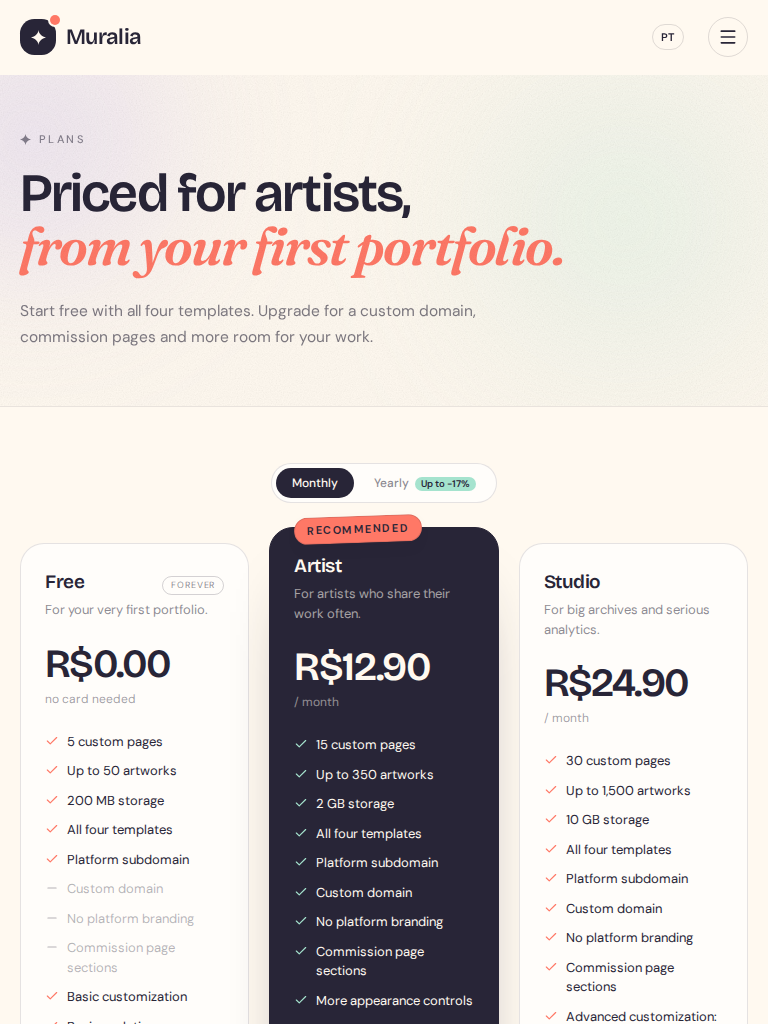 Muralia
PT
PLANS
Priced for artists,
from your first portfolio.
Start free with all four templates. Upgrade for a custom domain,
commission pages and more room for your work.
Monthly
Yearly
Up to -17%
Free
FOREVER
For your very first portfolio.
R$0.00
no card needed
5 custom pages
Up to 50 artworks
200 MB storage
All four templates
Platform subdomain
Custom domain
No platform branding
Commission page
sections
Basic customization
RECOMMENDED
Artist
For artists who share their
work often.
R$12.90
/ month
15 custom pages
Up to 350 artworks
2 GB storage
All four templates
Platform subdomain
Custom domain
No platform branding
Commission page
sections
More appearance controls
Studio
For big archives and serious
analytics.
R$24.90
/ month
30 custom pages
Up to 1,500 artworks
10 GB storage
All four templates
Platform subdomain
Custom domain
No platform branding
Commission page
sections
Advanced customization: